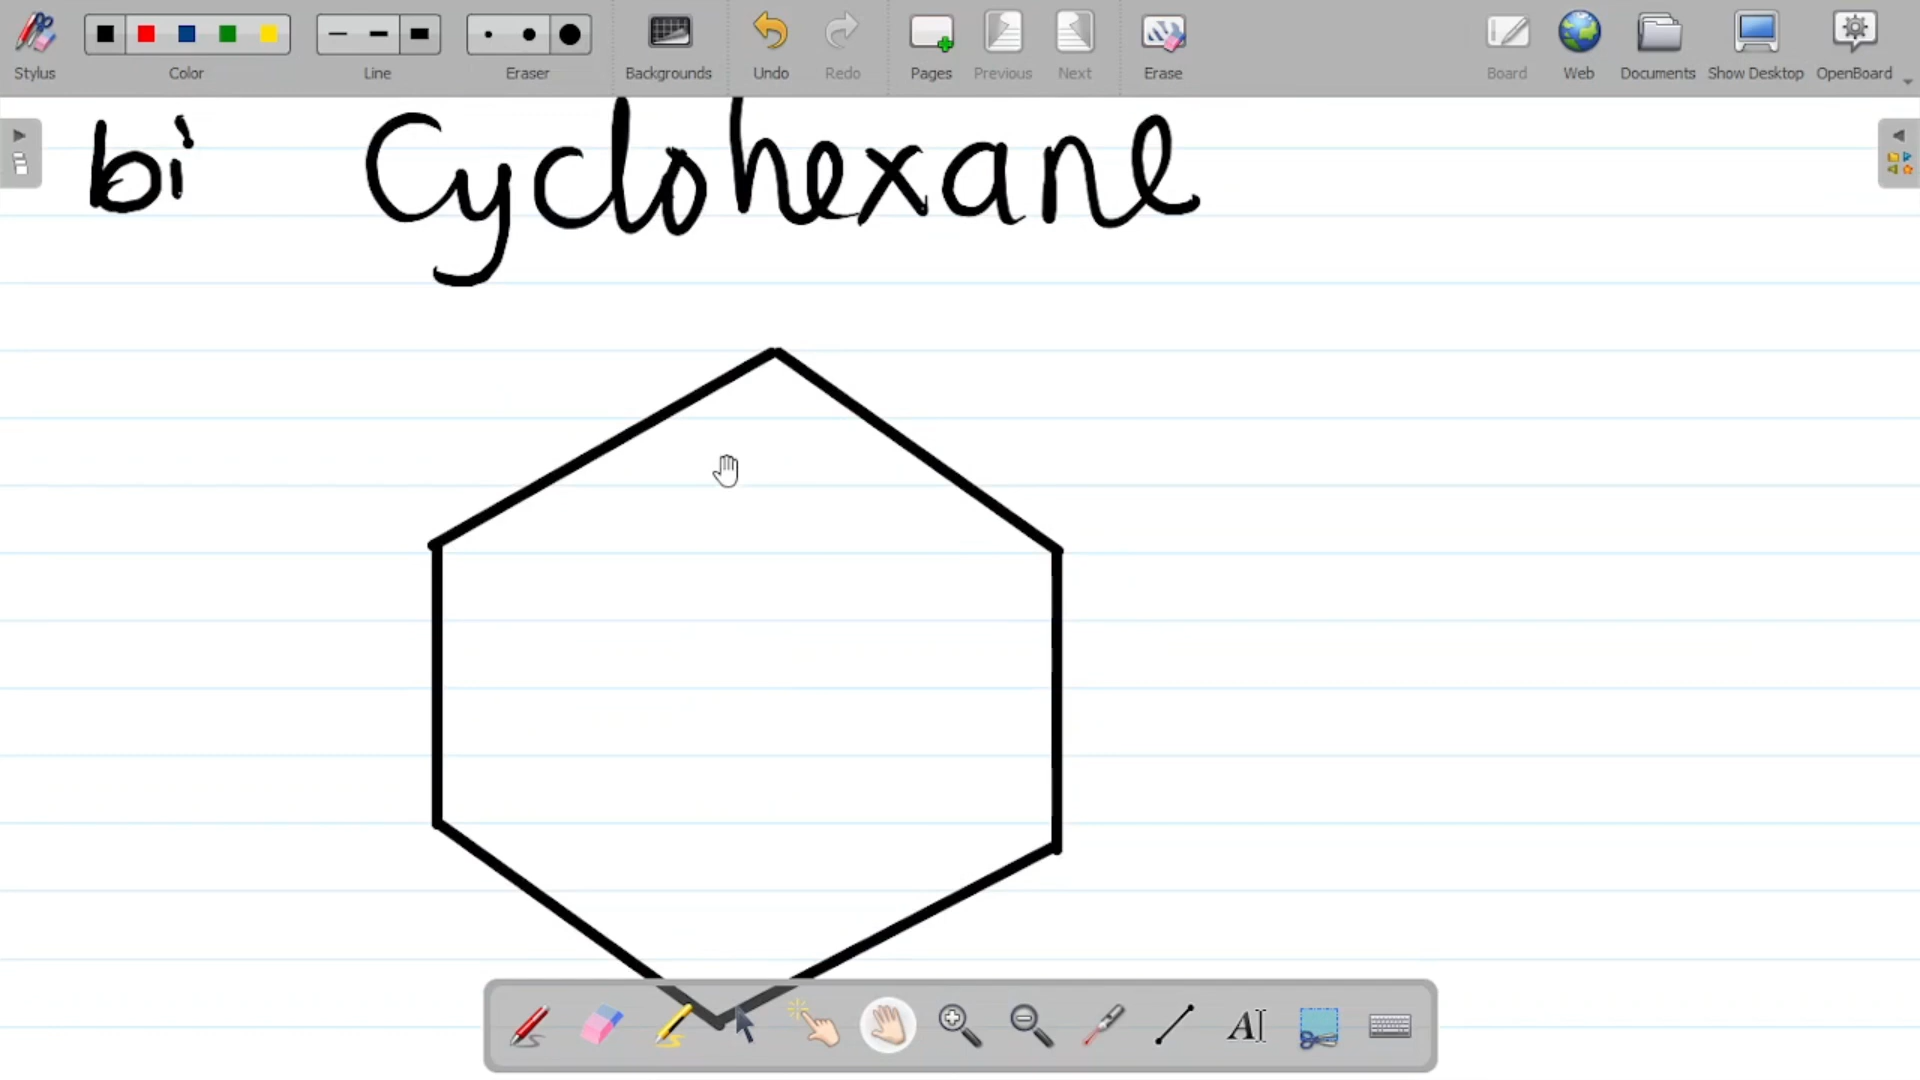 Stylus Color Line Eraser Backgrounds Undo Redo Pages Previous Next Erase Board Web Documents Show Desktop OpenBoard
bi Cyclohexane
AI